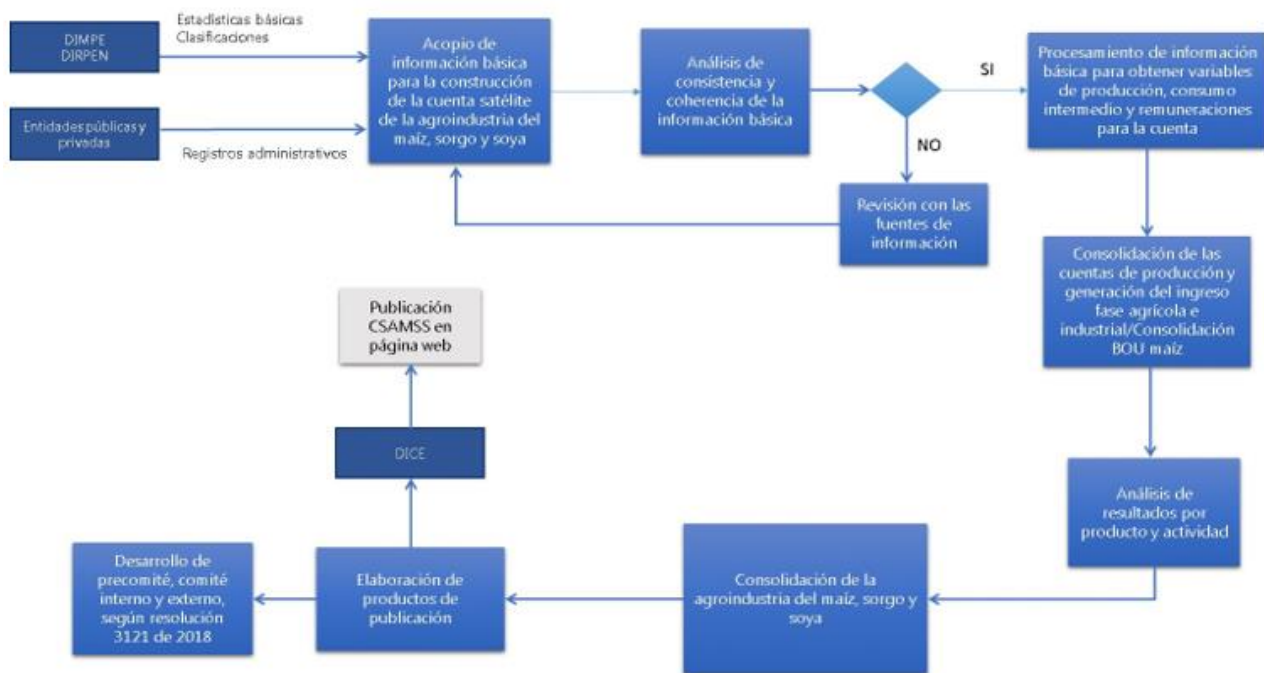 DIMPE
DIRPEN
Estadísticas básicas
Clasificaciones
Entidades públicas y
privadas
Registros administrativos
Acopio de
información básica
para la construcción
de la cuenta satélite
de la agroindustria del
maíz, sorgo y soya
Análisis de
consistencia y
coherencia de la
información básica
SI
NO
Procesamiento de información
básica para obtener variables
de producción, consumo
intermedio y remuneraciones
para la cuenta
Revisión con las
fuentes de
información
Consolidación de las
cuentas de producción y
generación del ingreso
fase agrícola e
industrial/Consolidación
BOU maíz
Análisis de
resultados por
producto y actividad
Consolidación de la
agroindustria del maíz, sorgo y
soya
Elaboración de
productos de
publicación
DICE
Publicación
CSAMSS en
página web
Desarrollo de
precomité, comité
interno y externo,
según resolución
3121 de 2018